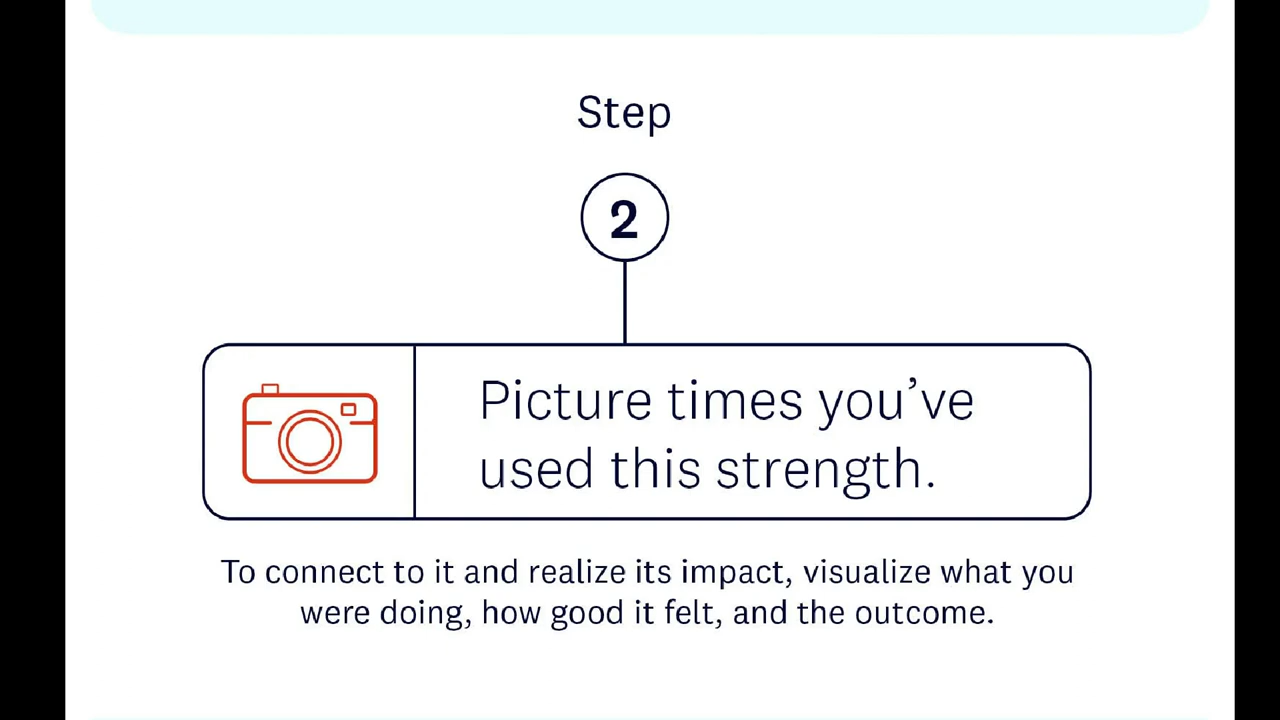 Step
2
Picture times you’ve
used this strength.
To connect to it and realize its impact, visualize what you
were doing, how good it felt, and the outcome.